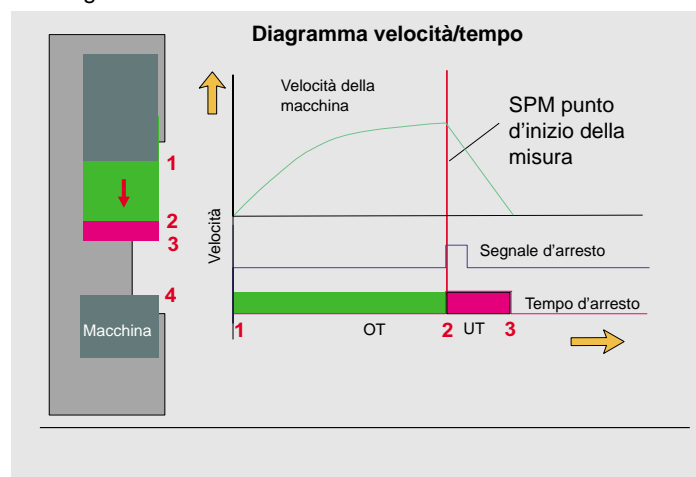 Diagramma velocità/tempo
Velocità della
macchina
SPM punto
d'inizio della
misura
1
2
3
4
Macchina
Velocità
Segnale d'arresto
Tempo d'arresto
1 OT 2 UT 3